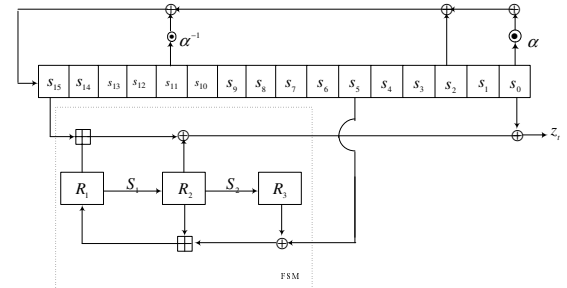 α⁻¹
α
s₁₅ s₁₄ s₁₃ s₁₂ s₁₁ s₁₀ s₉ s₈ s₇ s₆ s₅ s₄ s₃ s₂ s₁ s₀
zₜ
R₁ S₁ R₂ S₂ R₃
FSM